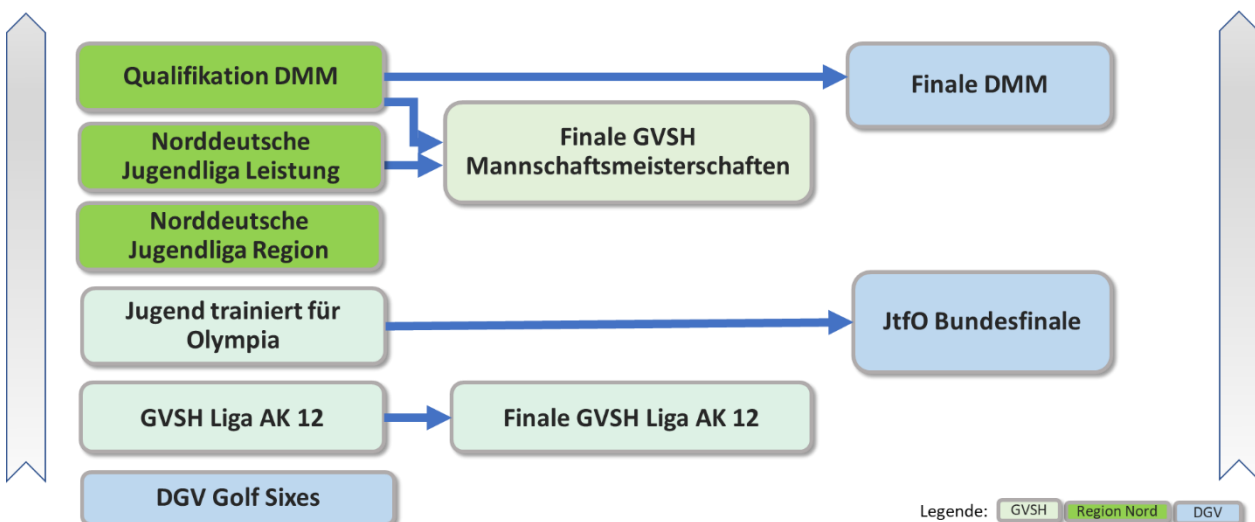 Qualifikation DMM
Finale DMM
Norddeutsche
Jugendliga Leistung
Finale GVSH
Mannschaftsmeisterschaften
Norddeutsche
Jugendliga Region
Jugend trainiert für
Olympia
JtfO Bundesfinale
GVSH Liga AK 12
Finale GVSH Liga AK 12
DGV Golf Sixes
Legende: GVSH Region Nord DGV